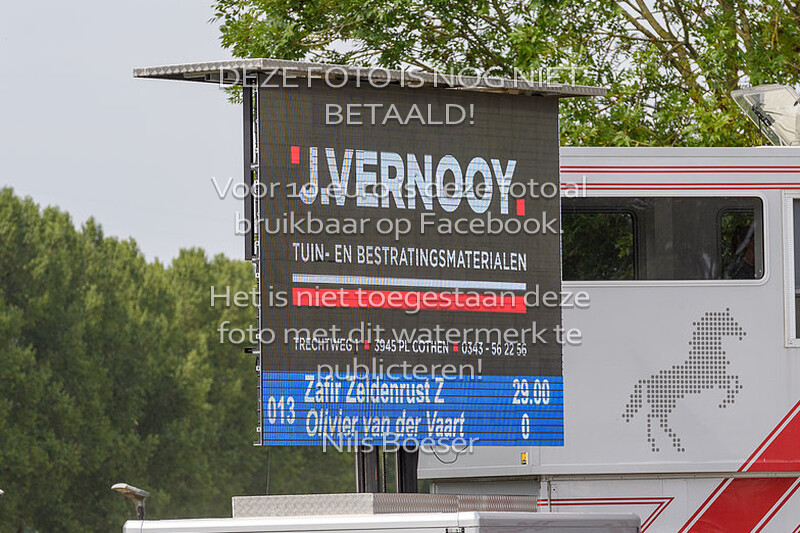 DEZE FOTO IS NOG NIET
BETAALD!
J.VERNOOY
Voor 10 euro is deze foto al
bruikbaar op Facebook.
TUIN- EN BESTRATINGSMATERIALEN
Het is niet toegestaan deze
foto met dit watermerk te
publiceren!
TRECHTWEG 1 ▪ 3945 PL COTHEN ▪ 0343 - 56 22 56
013 Zafir Zeldenrust Z 29.00
Olivier van der Vaart 0
Nils Boeser